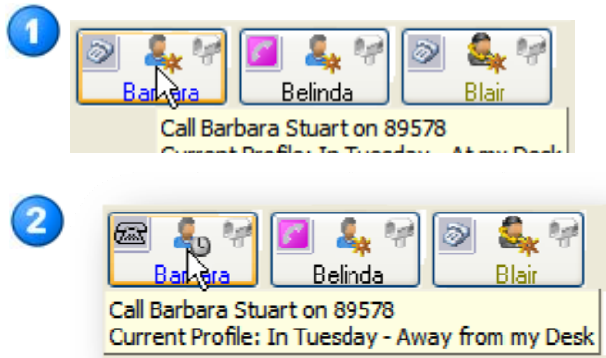 1
Barbara Belinda Blair
Call Barbara Stuart on 89578
Current Profile: In Tuesday - At my Desk
2
Barbara Belinda Blair
Call Barbara Stuart on 89578
Current Profile: In Tuesday - Away from my Desk